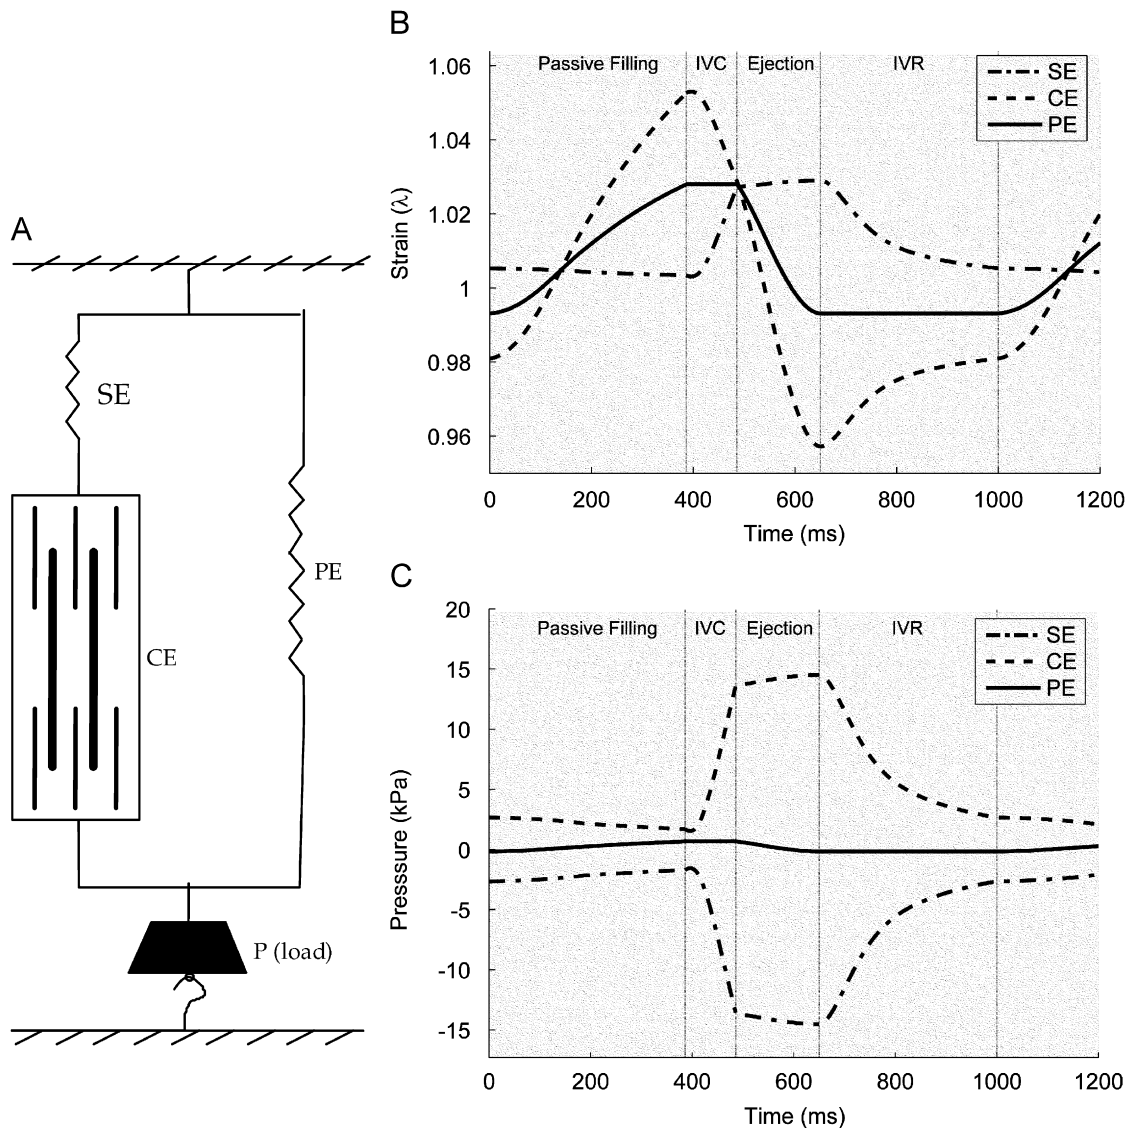 A
SE
CE
PE
P (load)
B
Passive Filling IVC Ejection IVR
SE
CE
PE
1.06
1.04
1.02
1
0.98
0.96
Strain (λ)
0 200 400 600 800 1000 1200
Time (ms)
C
Passive Filling IVC Ejection IVR
SE
CE
PE
20
15
10
5
0
-5
-10
-15
Presssure (kPa)
0 200 400 600 800 1000 1200
Time (ms)